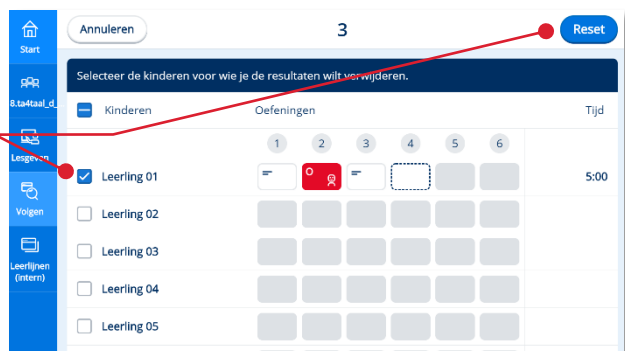 Annuleren
3
Reset
Start
8.ta4taal_d_
Lesgeven
Volgen
Leerlijnen
(intern)
Selecteer de kinderen voor wie je de resultaten wilt verwijderen.
Kinderen
Oefeningen
Tijd
1 2 3 4 5 6
Leerling 01
5:00
Leerling 02
Leerling 03
Leerling 04
Leerling 05